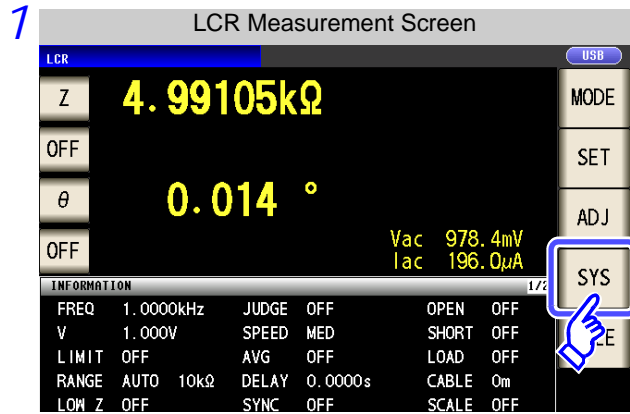 1
LCR Measurement Screen
LCR
USB
Z 4.99105kΩ
MODE
OFF
SET
θ 0.014 °
ADJ
OFF
Vac 978.4mV
Iac 196.0µA
SYS
INFORMATION 1/2
FREQ 1.0000kHz JUDGE OFF OPEN OFF
V 1.000V SPEED MED SHORT OFF
LIMIT OFF AVG OFF LOAD OFF
RANGE AUTO 10kΩ DELAY 0.0000s CABLE 0m
LOW Z OFF SYNC OFF SCALE OFF